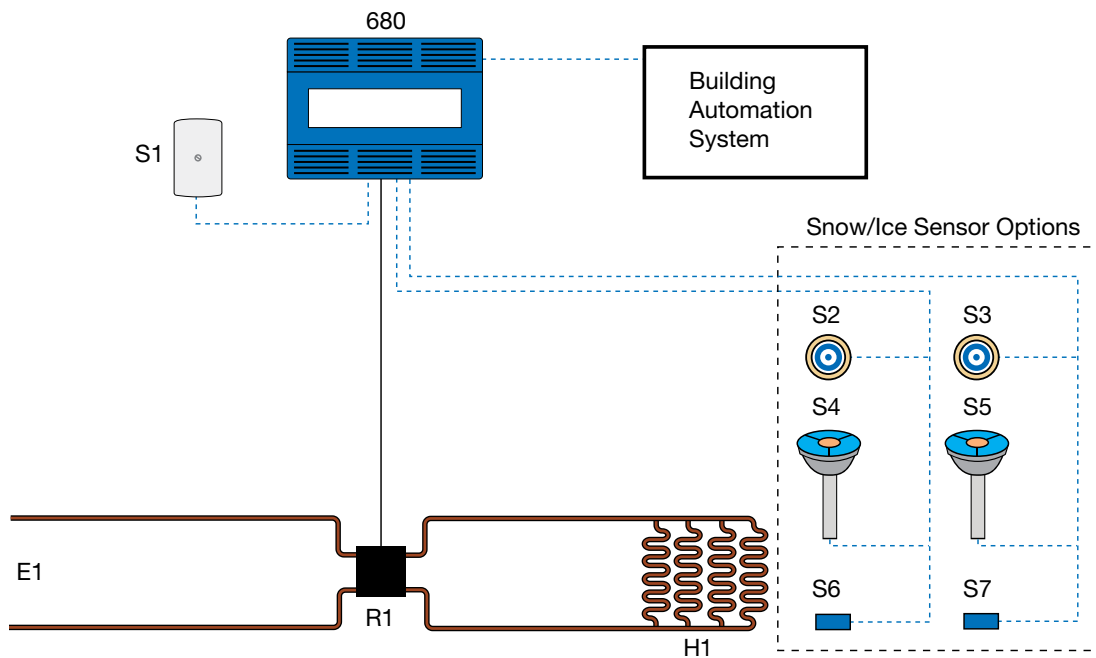 680
Building
Automation
System
S1
Snow/Ice Sensor Options
S2
S3
S4
S5
E1
S6
S7
R1
H1